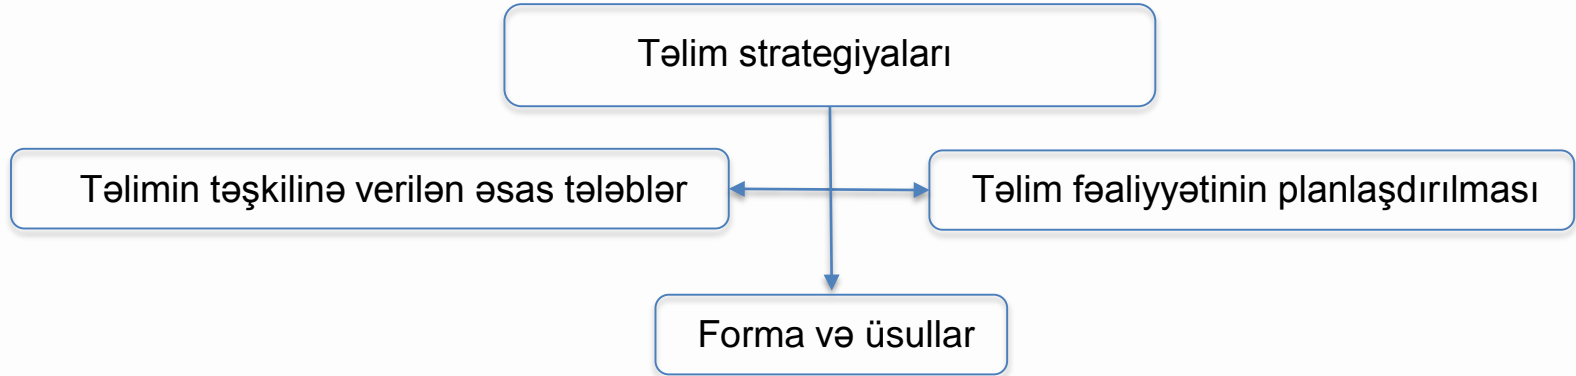 Təlim strategiyaları
Təlimin təşkilinə verilən əsas tələblər
Təlim fəaliyyətinin planlaşdırılması
Forma və üsullar